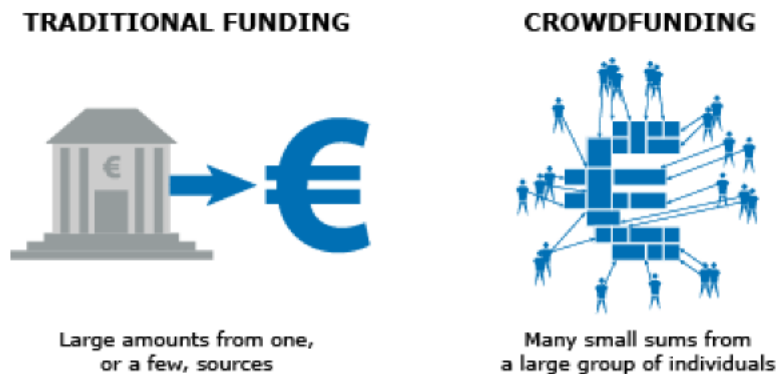 TRADITIONAL FUNDING
€
€
Large amounts from one,
or a few, sources
CROWDFUNDING
Many small sums from
a large group of individuals